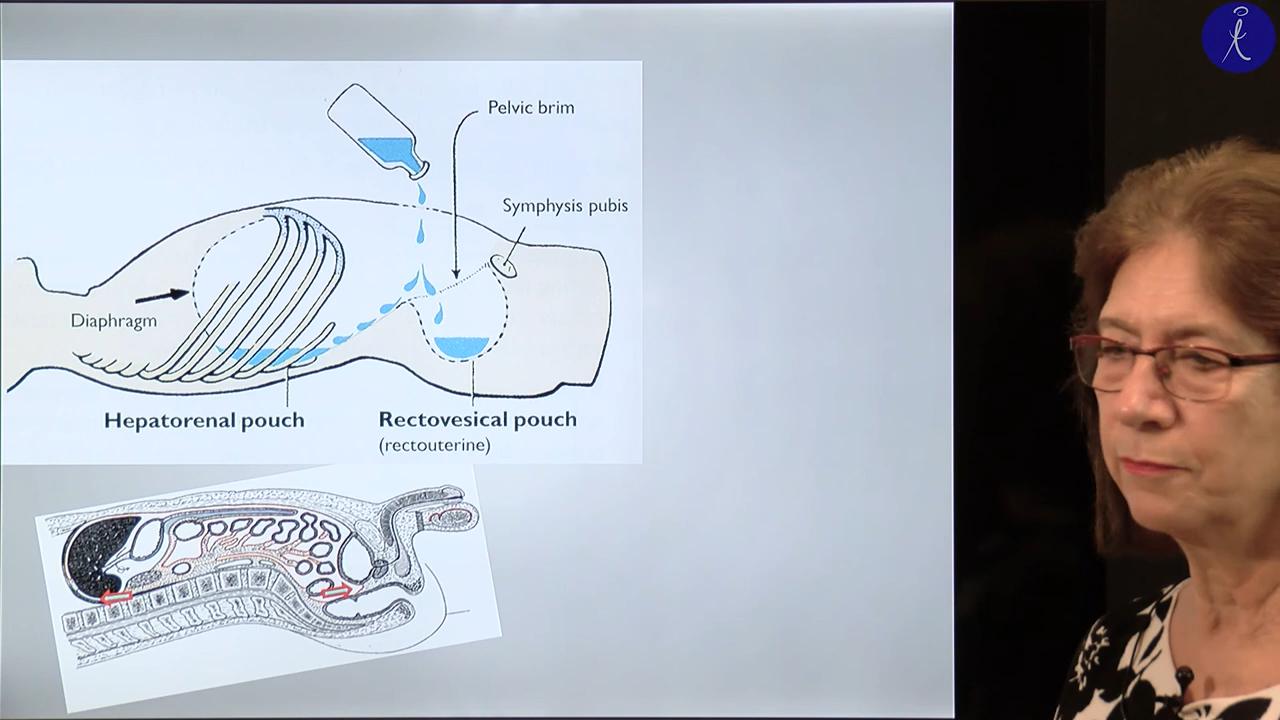 Pelvic brim
Symphysis pubis
Diaphragm
Hepatorenal pouch
Rectovesical pouch
(rectouterine)